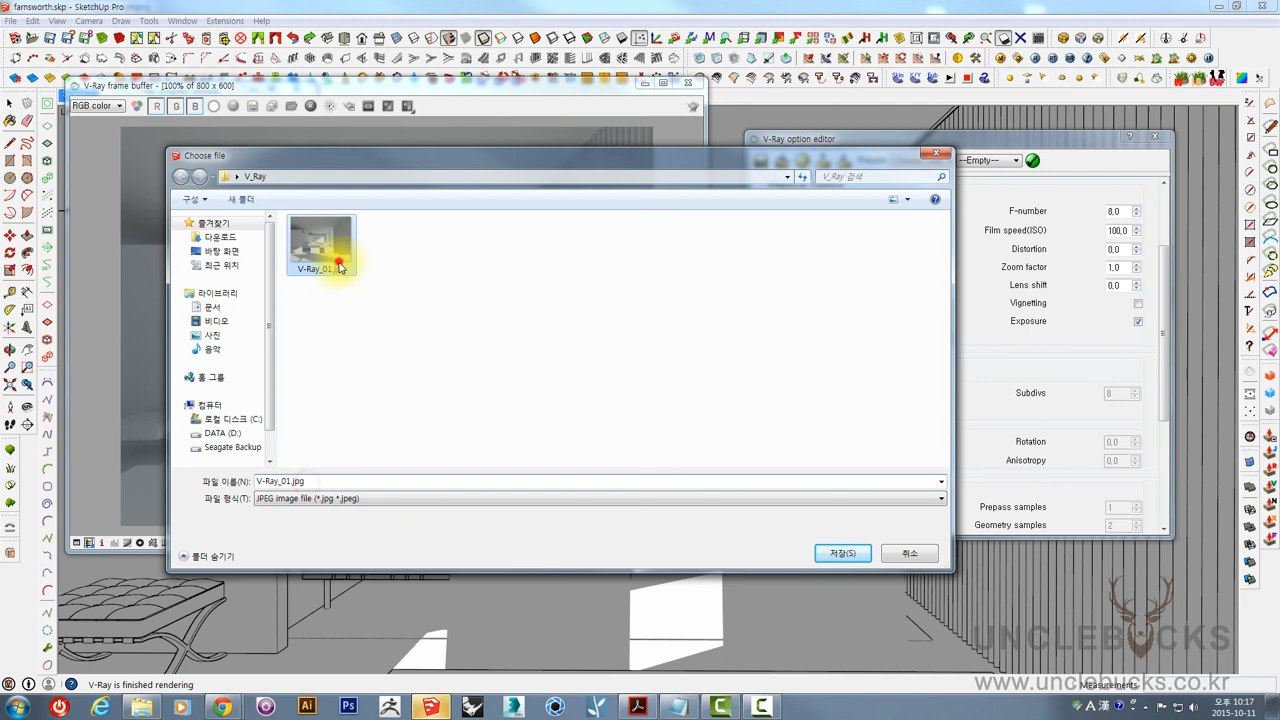 farnsworth.skp - SketchUp Pro
File Edit View Camera Draw Tools Window Extensions Help
V-Ray frame buffer - [100% of 800 x 600]
RGB color R G B
V-Ray option editor
--Empty--
Choose file
V_Ray
V_Ray 검색
구성 새 폴더
즐겨찾기
다운로드
바탕 화면
최근 위치
라이브러리
문서
비디오
사진
음악
홈 그룹
컴퓨터
로컬 디스크 (C:)
DATA (D:)
Seagate Backup
V-Ray_01.jpg
F-number 8,0
Film speed(ISO) 100,0
Distortion 0,0
Zoom factor 1,0
Lens shift 0,0
Vignetting
Exposure
Subdivs 8
Rotation 0,0
Anisotropy 0,0
Prepass samples 1
Geometry samples 2
파일 이름(N): V-Ray_01.jpg
파일 형식(T): JPEG image file (*.jpg *.jpeg)
폴더 숨기기
저장(S) 취소
UNCLEBUCKS
www.unclebucks.co.kr
V-Ray is finished rendering
Measurements
A 漢
오전 10:17
2015-10-11